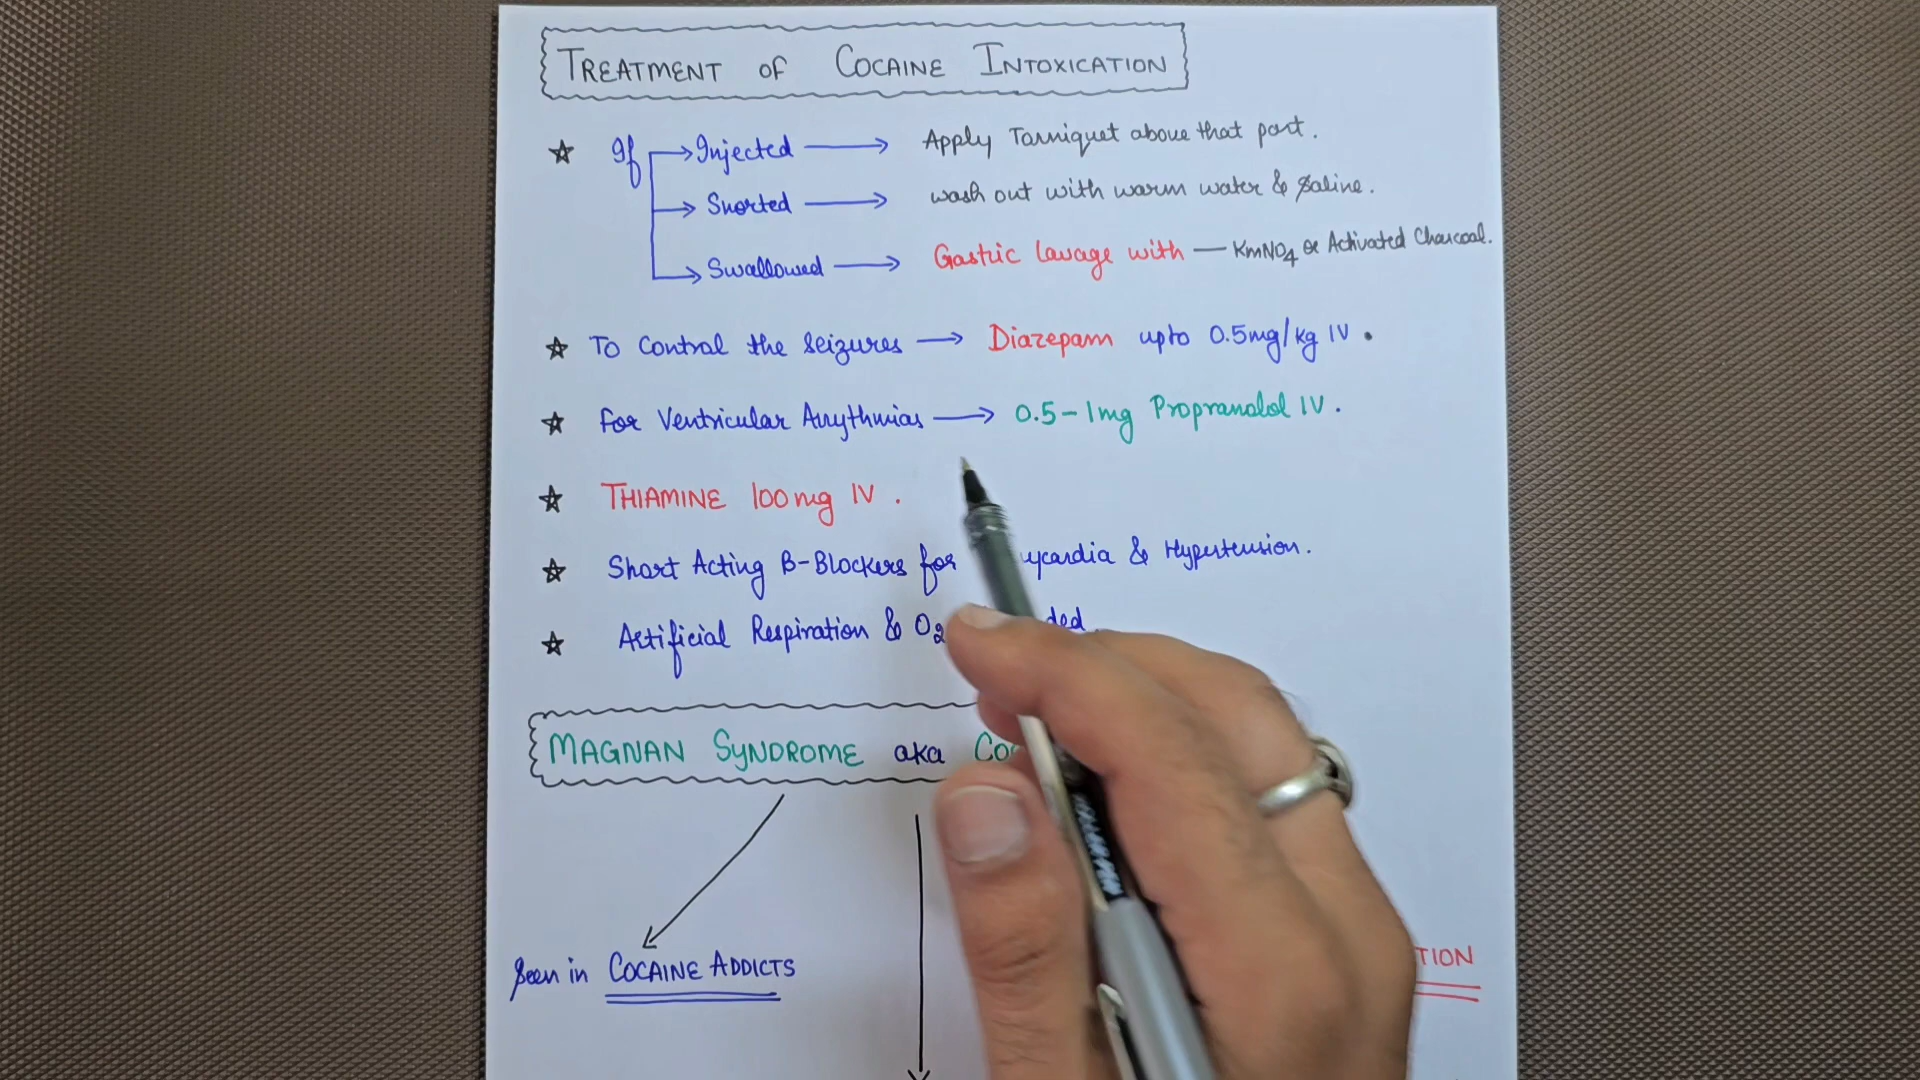 TREATMENT OF COCAINE INTOXICATION
If Injected → Apply Tarniquet above that part.
Snorted → wash out with warm water & saline.
Swallowed → Gastric lavage with — KmNO4 or Activated Charcoal.
To Control the Seizures → Diazepam upto 0.5mg/kg IV.
For Ventricular Arrythmias → 0.5-1mg Propranolol IV.
THIAMINE 100mg IV.
Short Acting B-Blockers for & Hypertension.
Artificial Respiration & O2
MAGNAN SYNDROME aka
Seen in COCAINE ADDICTS